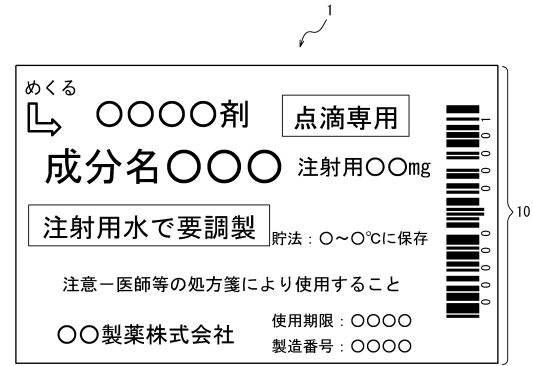 1
めくる
○○○○剤
点滴専用
成分名○○○
注射用○○mg
注射用水で要調製
貯法：○～○℃に保存
注意－医師等の処方箋により使用すること
○○製薬株式会社
使用期限：○○○○
製造番号：○○○○
10